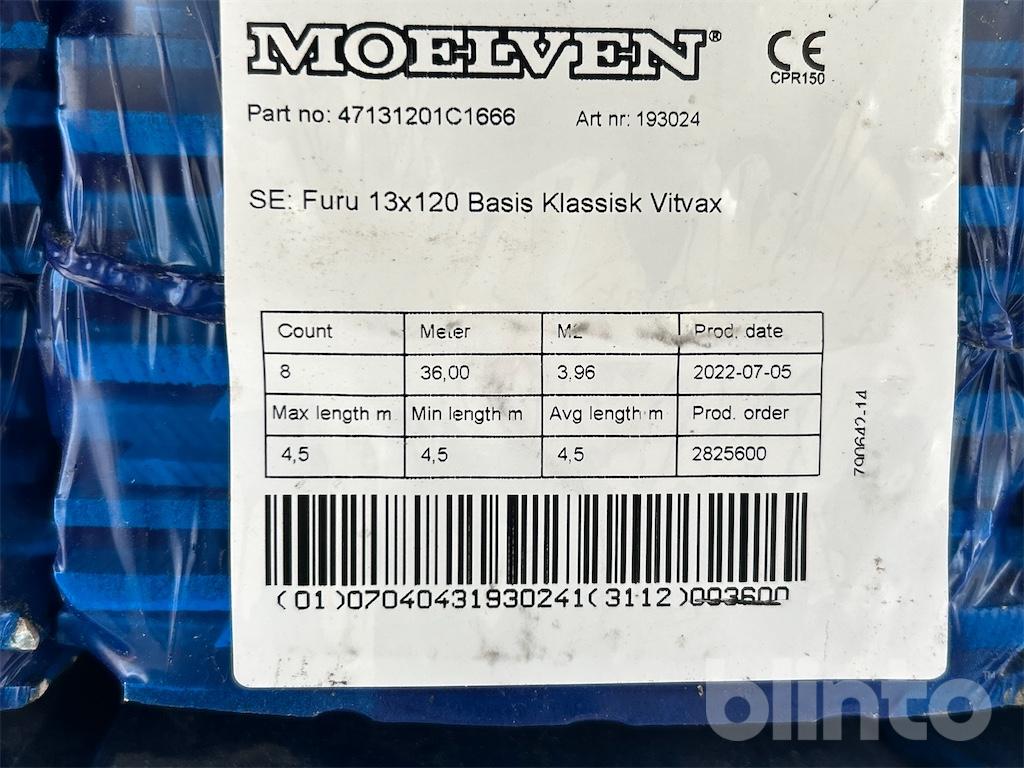 MOELVEN®
CE
CPR150
Part no: 47131201C1666 Art nr: 193024
SE: Furu 13x120 Basis Klassisk Vitvax
Count Meter M2 Prod. date
8 36,00 3,96 2022-07-05
Max length m Min length m Avg length m Prod. order
4,5 4,5 4,5 2825600
790642-14
(01)07040431930241(3112)003600
blinto